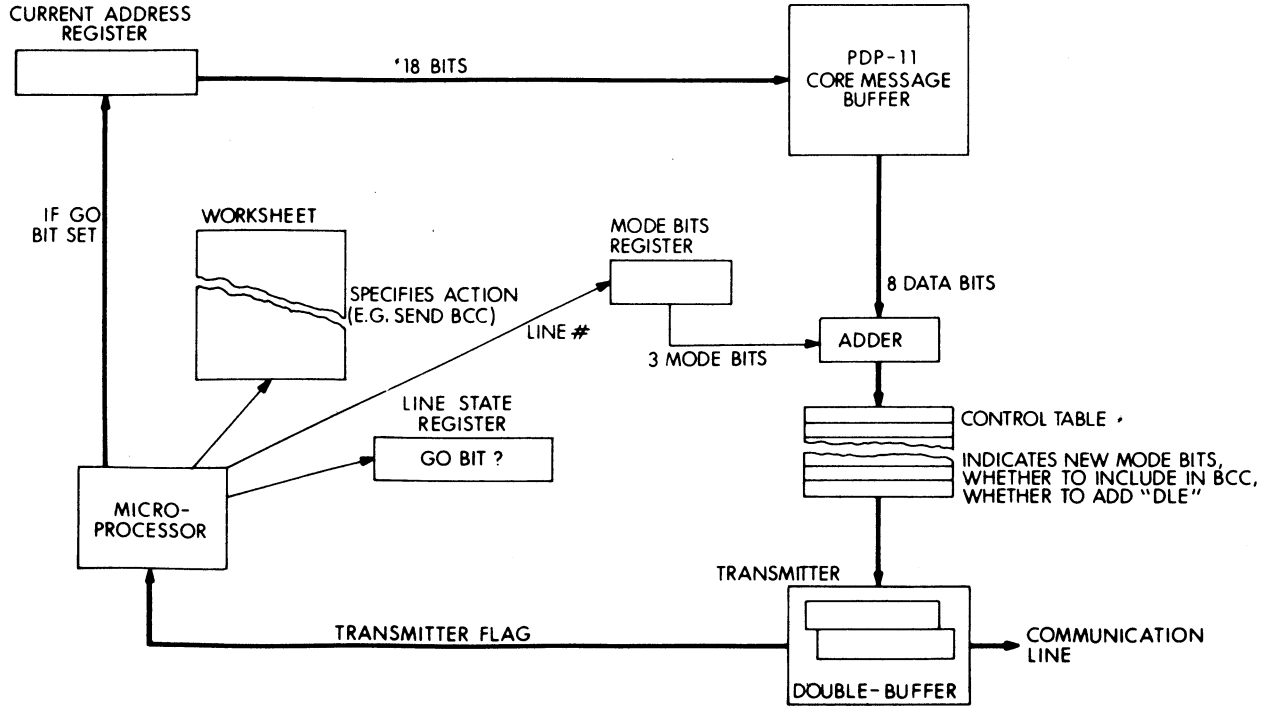 CURRENT ADDRESS
REGISTER
18 BITS
PDP-11
CORE MESSAGE
BUFFER
IF GO
BIT SET
WORKSHEET
SPECIFIES ACTION
(E.G. SEND BCC)
MODE BITS
REGISTER
LINE #
8 DATA BITS
3 MODE BITS
ADDER
LINE STATE
REGISTER
GO BIT ?
CONTROL TABLE
INDICATES NEW MODE BITS,
WHETHER TO INCLUDE IN BCC,
WHETHER TO ADD "DLE"
MICRO-
PROCESSOR
TRANSMITTER
TRANSMITTER FLAG
DOUBLE-BUFFER
COMMUNICATION
LINE